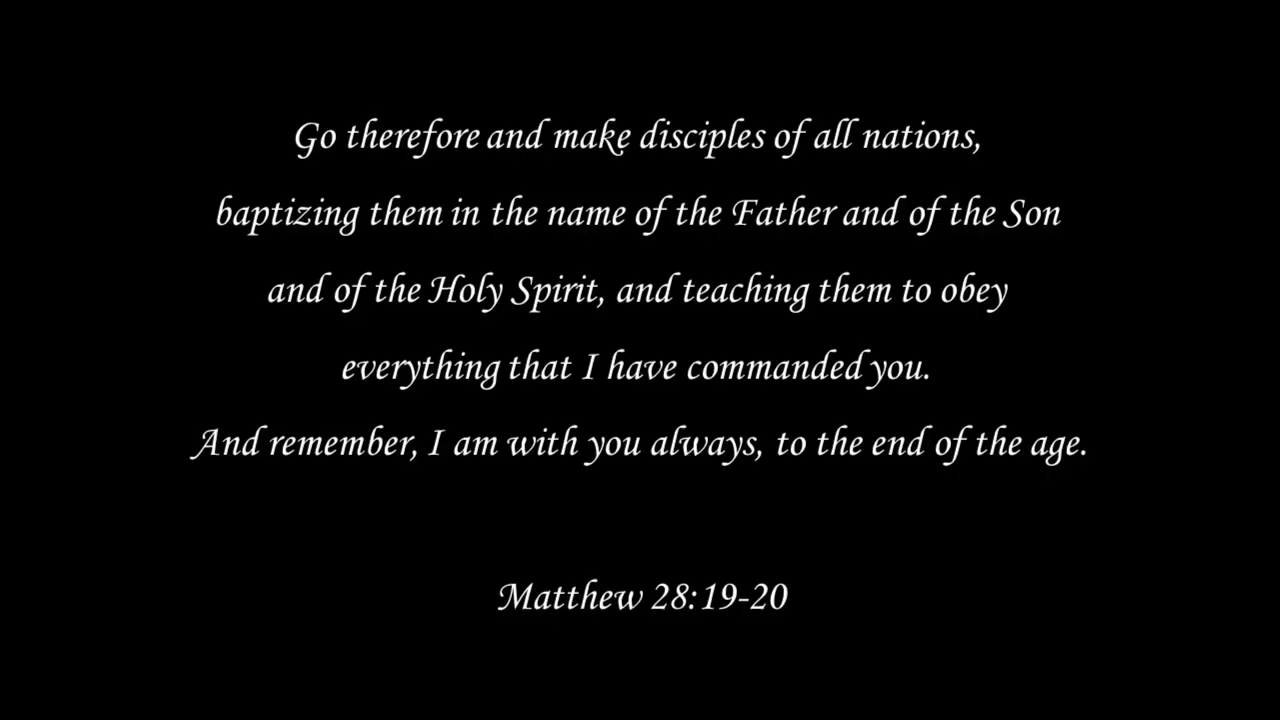 Go therefore and make disciples of all nations,
baptizing them in the name of the Father and of the Son
and of the Holy Spirit, and teaching them to obey
everything that I have commanded you.
And remember, I am with you always, to the end of the age.
Matthew 28:19-20